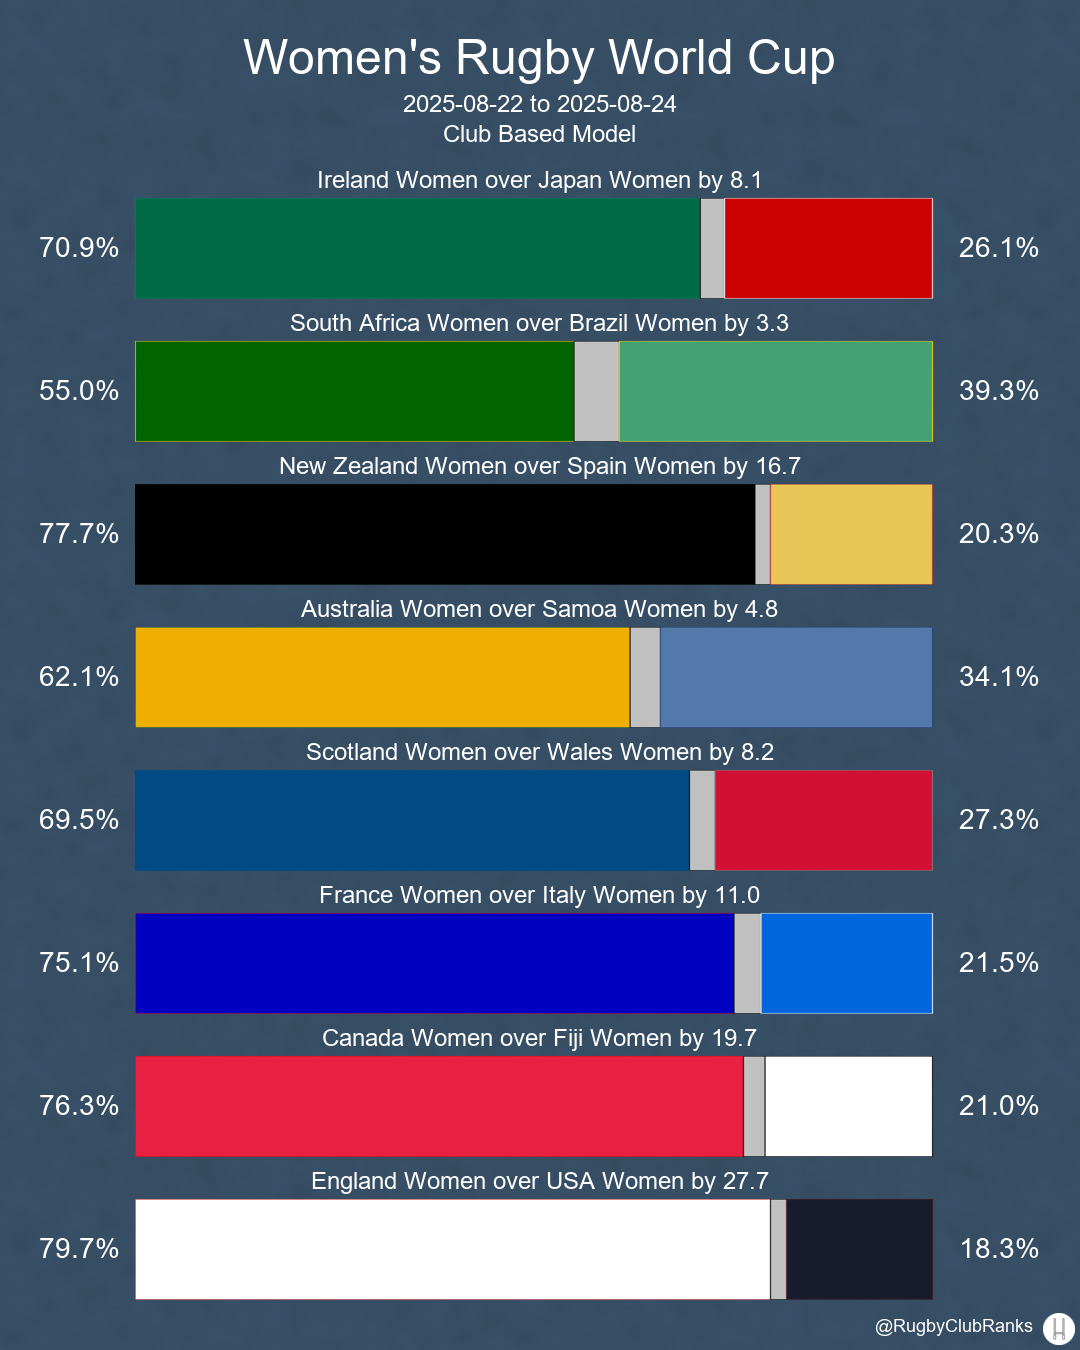 Women's Rugby World Cup
2025-08-22 to 2025-08-24
Club Based Model
Ireland Women over Japan Women by 8.1
70.9% 26.1%
South Africa Women over Brazil Women by 3.3
55.0% 39.3%
New Zealand Women over Spain Women by 16.7
77.7% 20.3%
Australia Women over Samoa Women by 4.8
62.1% 34.1%
Scotland Women over Wales Women by 8.2
69.5% 27.3%
France Women over Italy Women by 11.0
75.1% 21.5%
Canada Women over Fiji Women by 19.7
76.3% 21.0%
England Women over USA Women by 27.7
79.7% 18.3%
@RugbyClubRanks